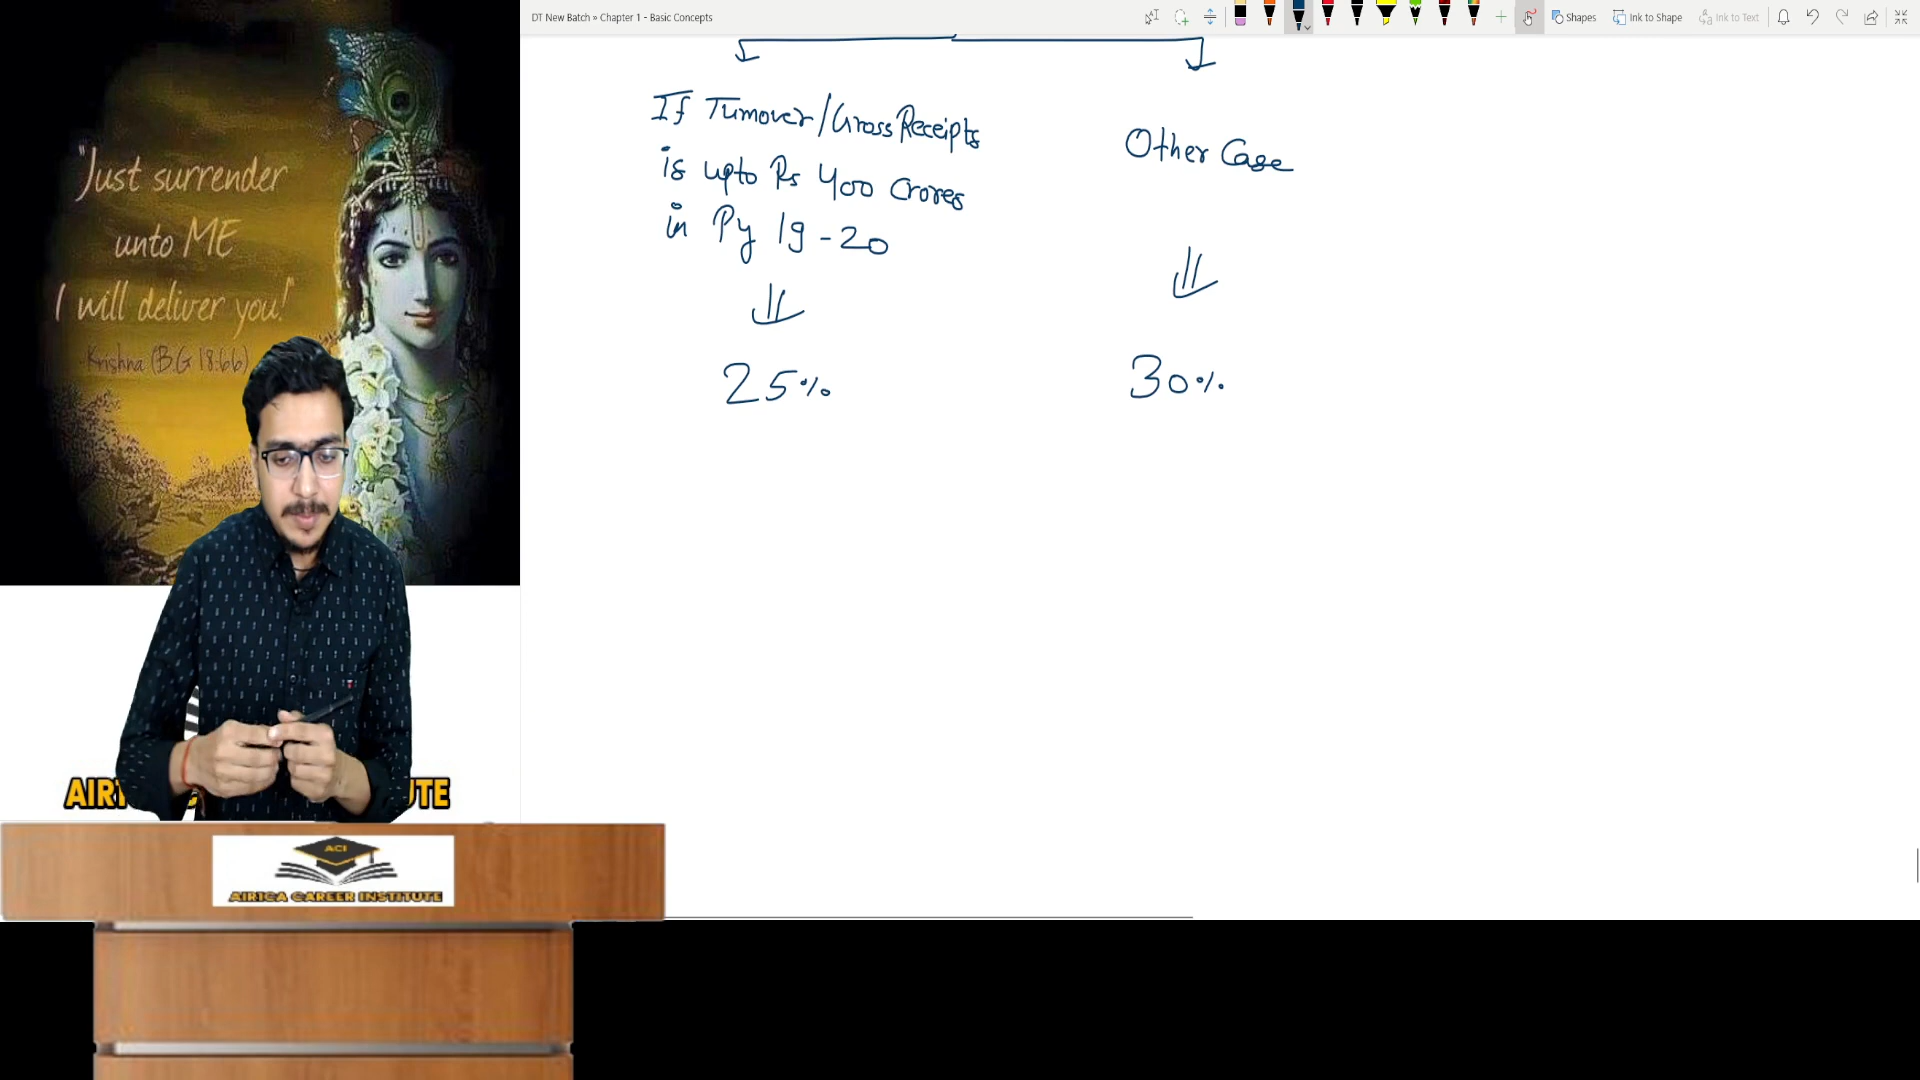 DT New Batch » Chapter 1 - Basic Concepts
Shapes
Ink to Shape
Ink to Text
If Turnover/Gross Receipts
is upto Rs 400 Crores
in Py 19-20
25%
Other Case
30%
"Just surrender
unto ME
I will deliver you!"
Krishna (B.G 18:66)
ACI
AIR1CA CAREER INSTITUTE